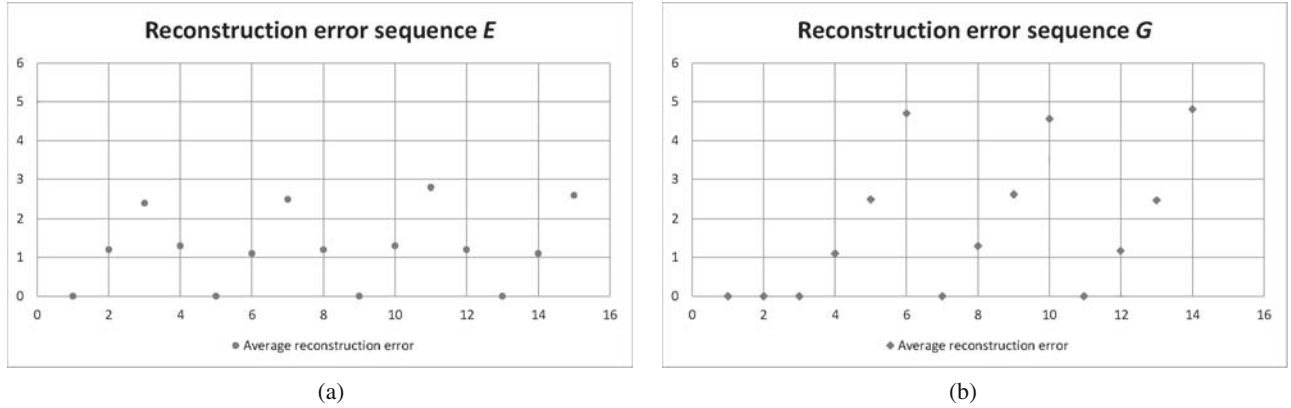 Reconstruction error sequence E
6
5
4
3
2
1
0
0 2 4 6 8 10 12 14 16
Average reconstruction error
(a)
Reconstruction error sequence G
6
5
4
3
2
1
0
0 2 4 6 8 10 12 14 16
Average reconstruction error
(b)